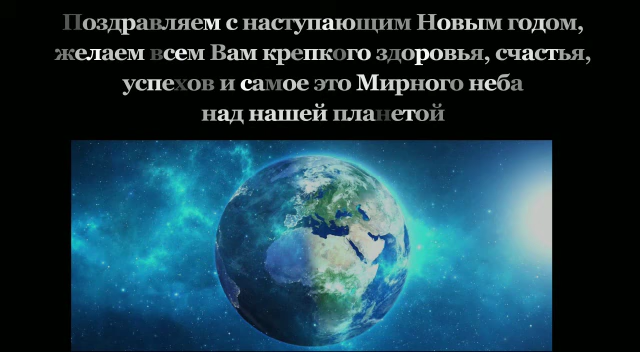 Поздравляем с наступающим Новым годом,
желаем всем Вам крепкого здоровья, счастья,
успехов и самое это Мирного неба
над нашей планетой